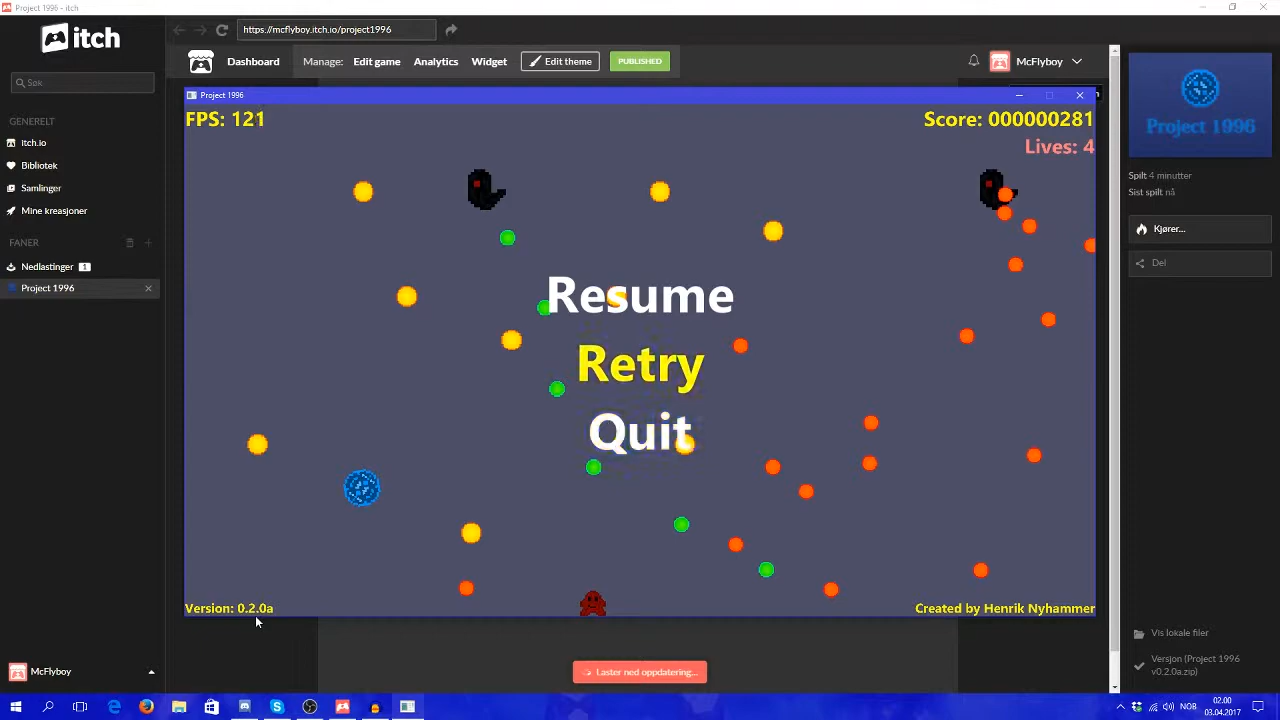 Project 1996 - itch
itch
https://mcflyboy.itch.io/project1996
Dashboard
Manage:
Edit game
Analytics
Widget
Edit theme
PUBLISHED
McFlyboy
Søk
GENERELT
itch.io
Bibliotek
Samlinger
Mine kreasjoner
FANER
Nedlastinger 1
Project 1996
Project 1996
FPS: 121
Score: 000000281
Lives: 4
Resume
Retry
Quit
Version: 0.2.0a
Created by Henrik Nyhammer
Laster ned oppdatering...
Project 1996
Spilt 4 minutter
Sist spilt nå
Kjører...
Del
Vis lokale filer
Versjon (Project 1996
v0.2.0a.zip)
McFlyboy
NOB
02.00
03.04.2017